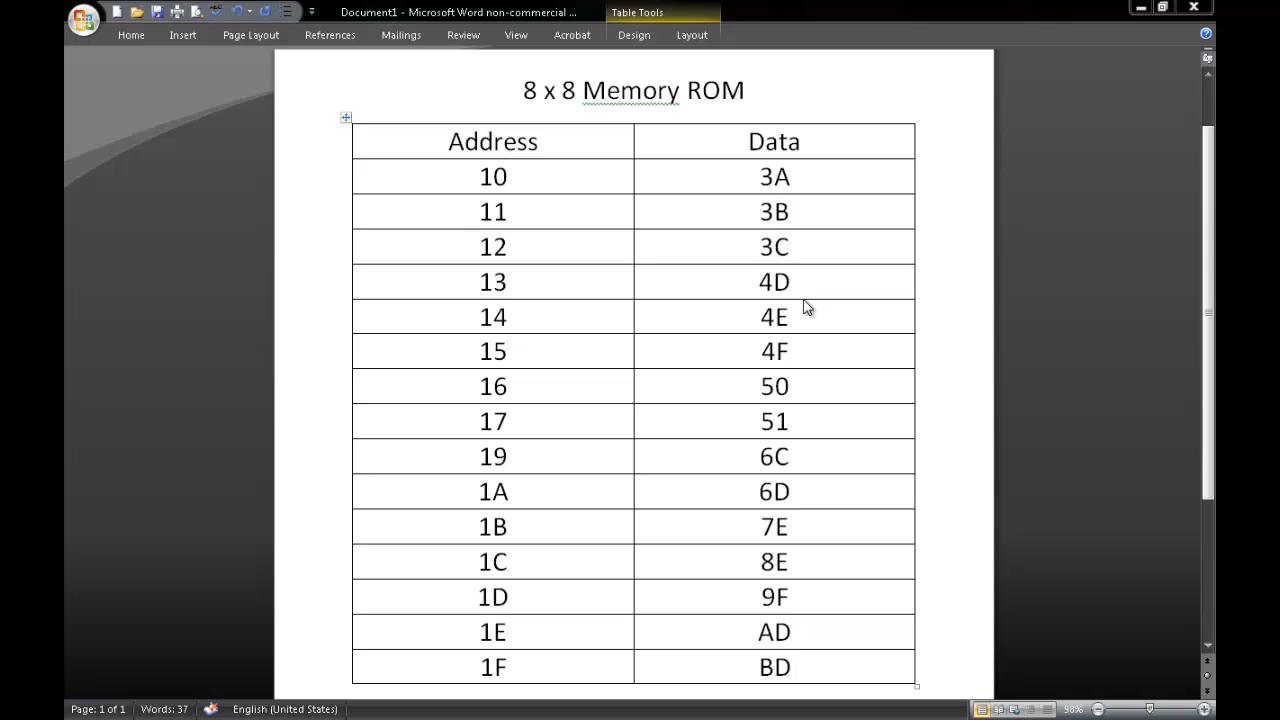 Document1 - Microsoft Word non-commercial ...
Table Tools
Home Insert Page Layout References Mailings Review View Acrobat Design Layout
8 x 8 Memory ROM
Address Data
10 3A
11 3B
12 3C
13 4D
14 4E
15 4F
16 50
17 51
19 6C
1A 6D
1B 7E
1C 8E
1D 9F
1E AD
1F BD
Page: 1 of 1 Words: 37 English (United States) 98%